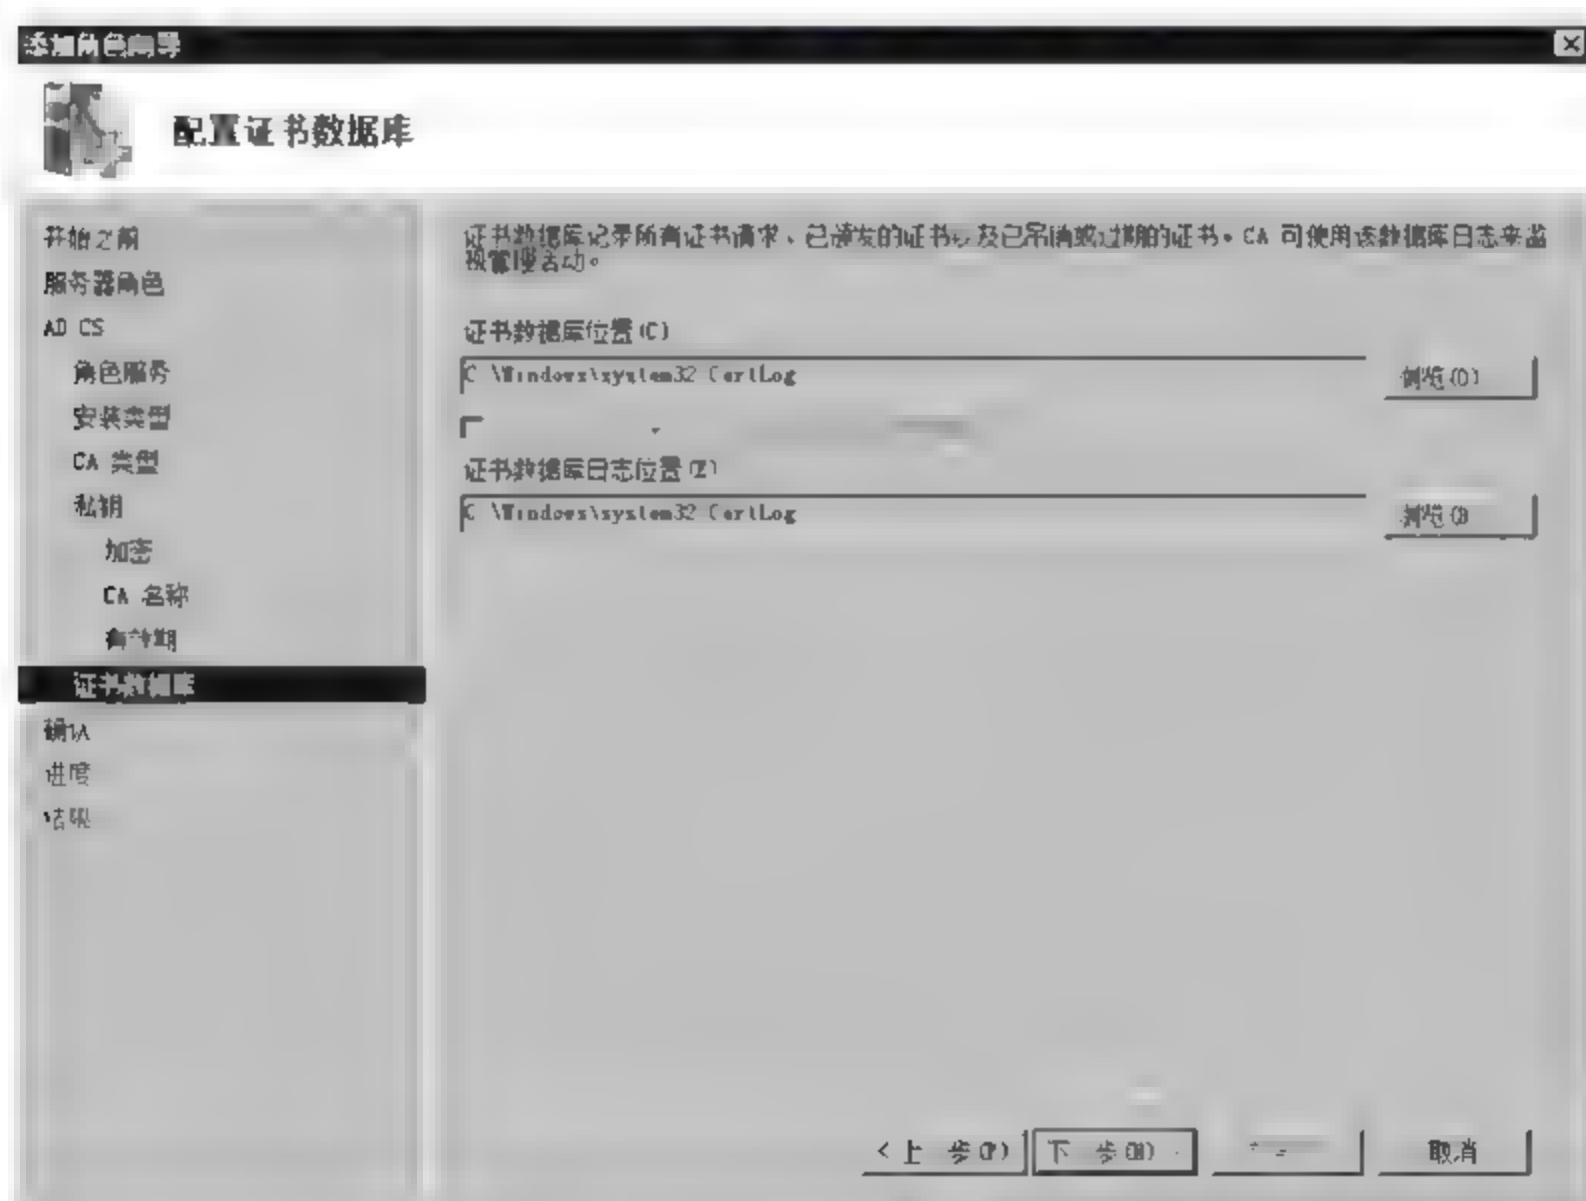 添加角色向导
配置证书数据库
开始之前
服务器角色
AD CS
角色服务
安装类型
CA 类型
私钥
加密
CA 名称
有效期
证书数据库
确认
进度
结果
证书数据库记录所有证书请求、已颁发的证书以及已吊销或过期的证书。CA 可使用该数据库日志来监
视管理活动。
证书数据库位置(C)
C \Windows\system32 CertLog
浏览(O)
证书数据库日志位置
C \Windows\system32 CertLog
浏览
< 上 步(P)
下 步(N)
取消